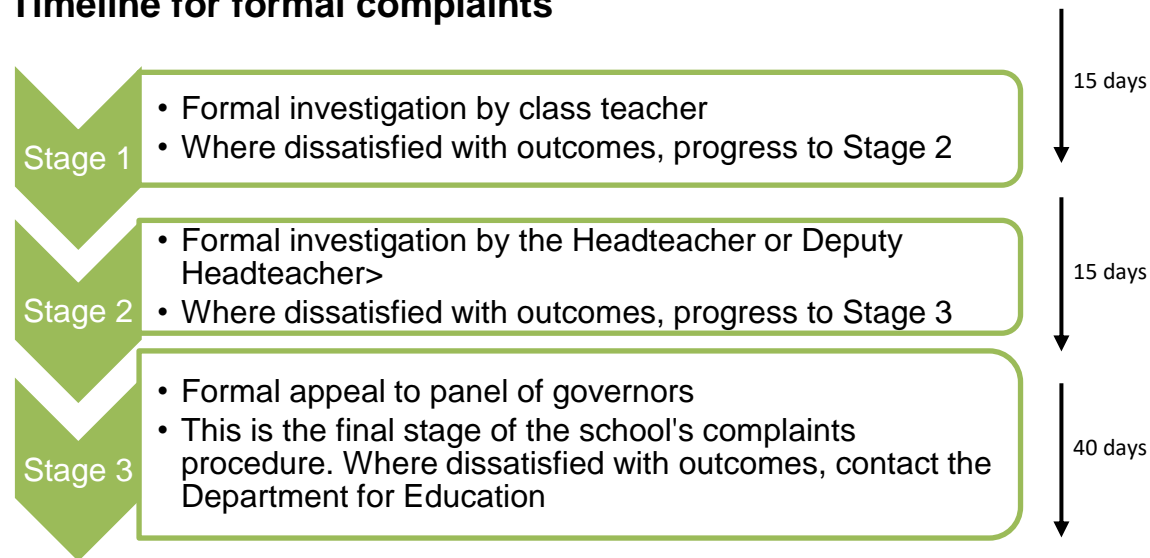 Timeline for formal complaints
15 days
Stage 1
• Formal investigation by class teacher
• Where dissatisfied with outcomes, progress to Stage 2
15 days
Stage 2
• Formal investigation by the Headteacher or Deputy
Headteacher>
• Where dissatisfied with outcomes, progress to Stage 3
40 days
Stage 3
• Formal appeal to panel of governors
• This is the final stage of the school's complaints
procedure. Where dissatisfied with outcomes, contact the
Department for Education